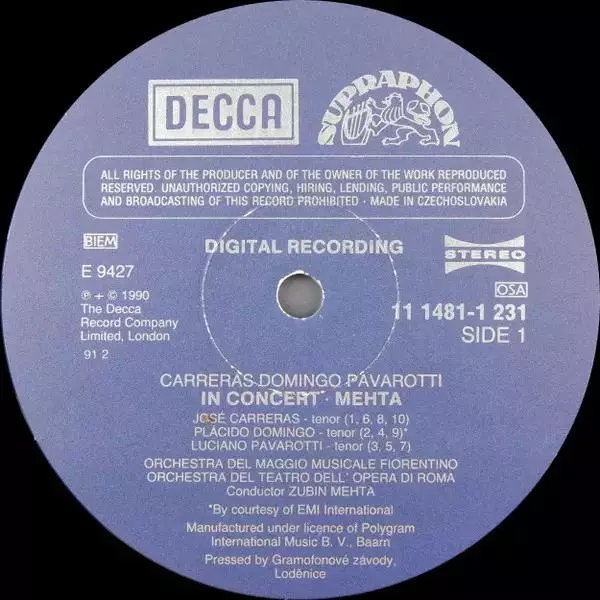 DECCA
SUPRAPHON
ALL RIGHTS OF THE PRODUCER AND OF THE OWNER OF THE WORK REPRODUCED
RESERVED. UNAUTHORIZED COPYING, HIRING, LENDING, PUBLIC PERFORMANCE
AND BROADCASTING OF THIS RECORD PROHIBITED · MADE IN CZECHOSLOVAKIA
BIEM
DIGITAL RECORDING
STEREO
E 9427
OSA
℗ + © 1990
The Decca
Record Company
Limited, London
91 2
11 1481-1 231
SIDE 1
CARRERAS DOMINGO PAVAROTTI
IN CONCERT · MEHTA
JOSÉ CARRERAS - tenor (1, 6, 8, 10)
PLÁCIDO DOMINGO - tenor (2, 4, 9)*
LUCIANO PAVAROTTI - tenor (3, 5, 7)
ORCHESTRA DEL MAGGIO MUSICALE FIORENTINO
ORCHESTRA DEL TEATRO DELL' OPERA DI ROMA
Conductor ZUBIN MEHTA
*By courtesy of EMI International
Manufactured under licence of Polygram
International Music B. V., Baarn
Pressed by Gramofonové závody,
Loděnice